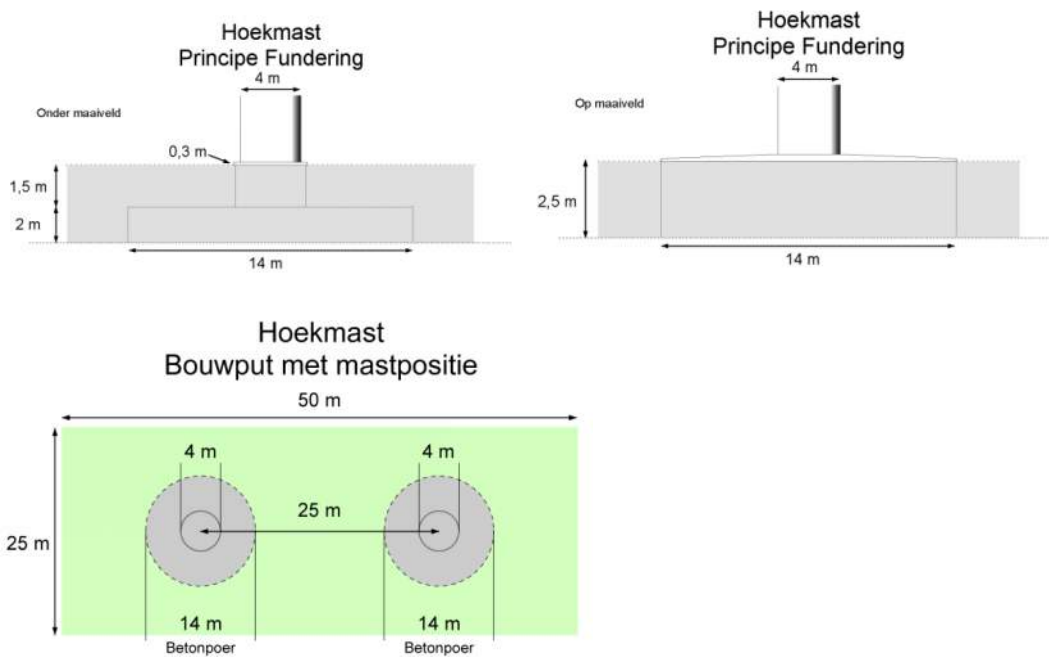 Hoekmast
Principe Fundering
4 m
Onder maaiveld
0,3 m
1,5 m
2 m
14 m
Hoekmast
Principe Fundering
4 m
Op maaiveld
2,5 m
14 m
Hoekmast
Bouwput met mastpositie
50 m
4 m
4 m
25 m
25 m
14 m
14 m
Betonpoer
Betonpoer